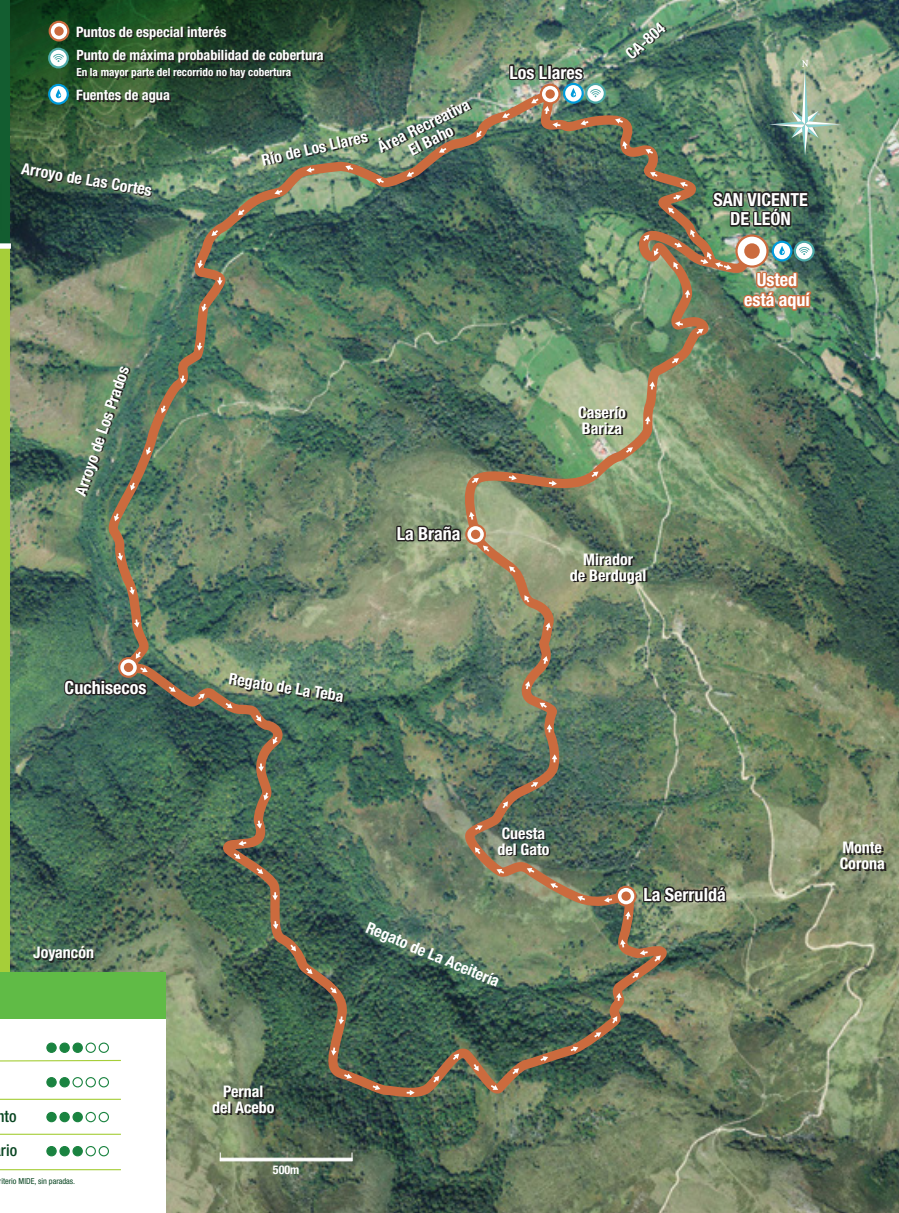 Puntos de especial interés
Punto de máxima probabilidad de cobertura
En la mayor parte del recorrido no hay cobertura
Fuentes de agua
CA-804
Los Llares
N
Área Recreativa
El Baho
Río de Los Llares
Arroyo de Las Cortes
SAN VICENTE
DE LEÓN
Usted
está aquí
Arroyo de Los Prados
Caserío
Bariza
La Braña
Mirador
de Berdugal
Cuchisecos
Regato de La Teba
Cuesta
del Gato
Monte
Corona
La Serruldá
Regato de La Aceitería
Joyancón
Pernal
del Acebo
500m
nto
rio
riterio MIDE, sin paradas.